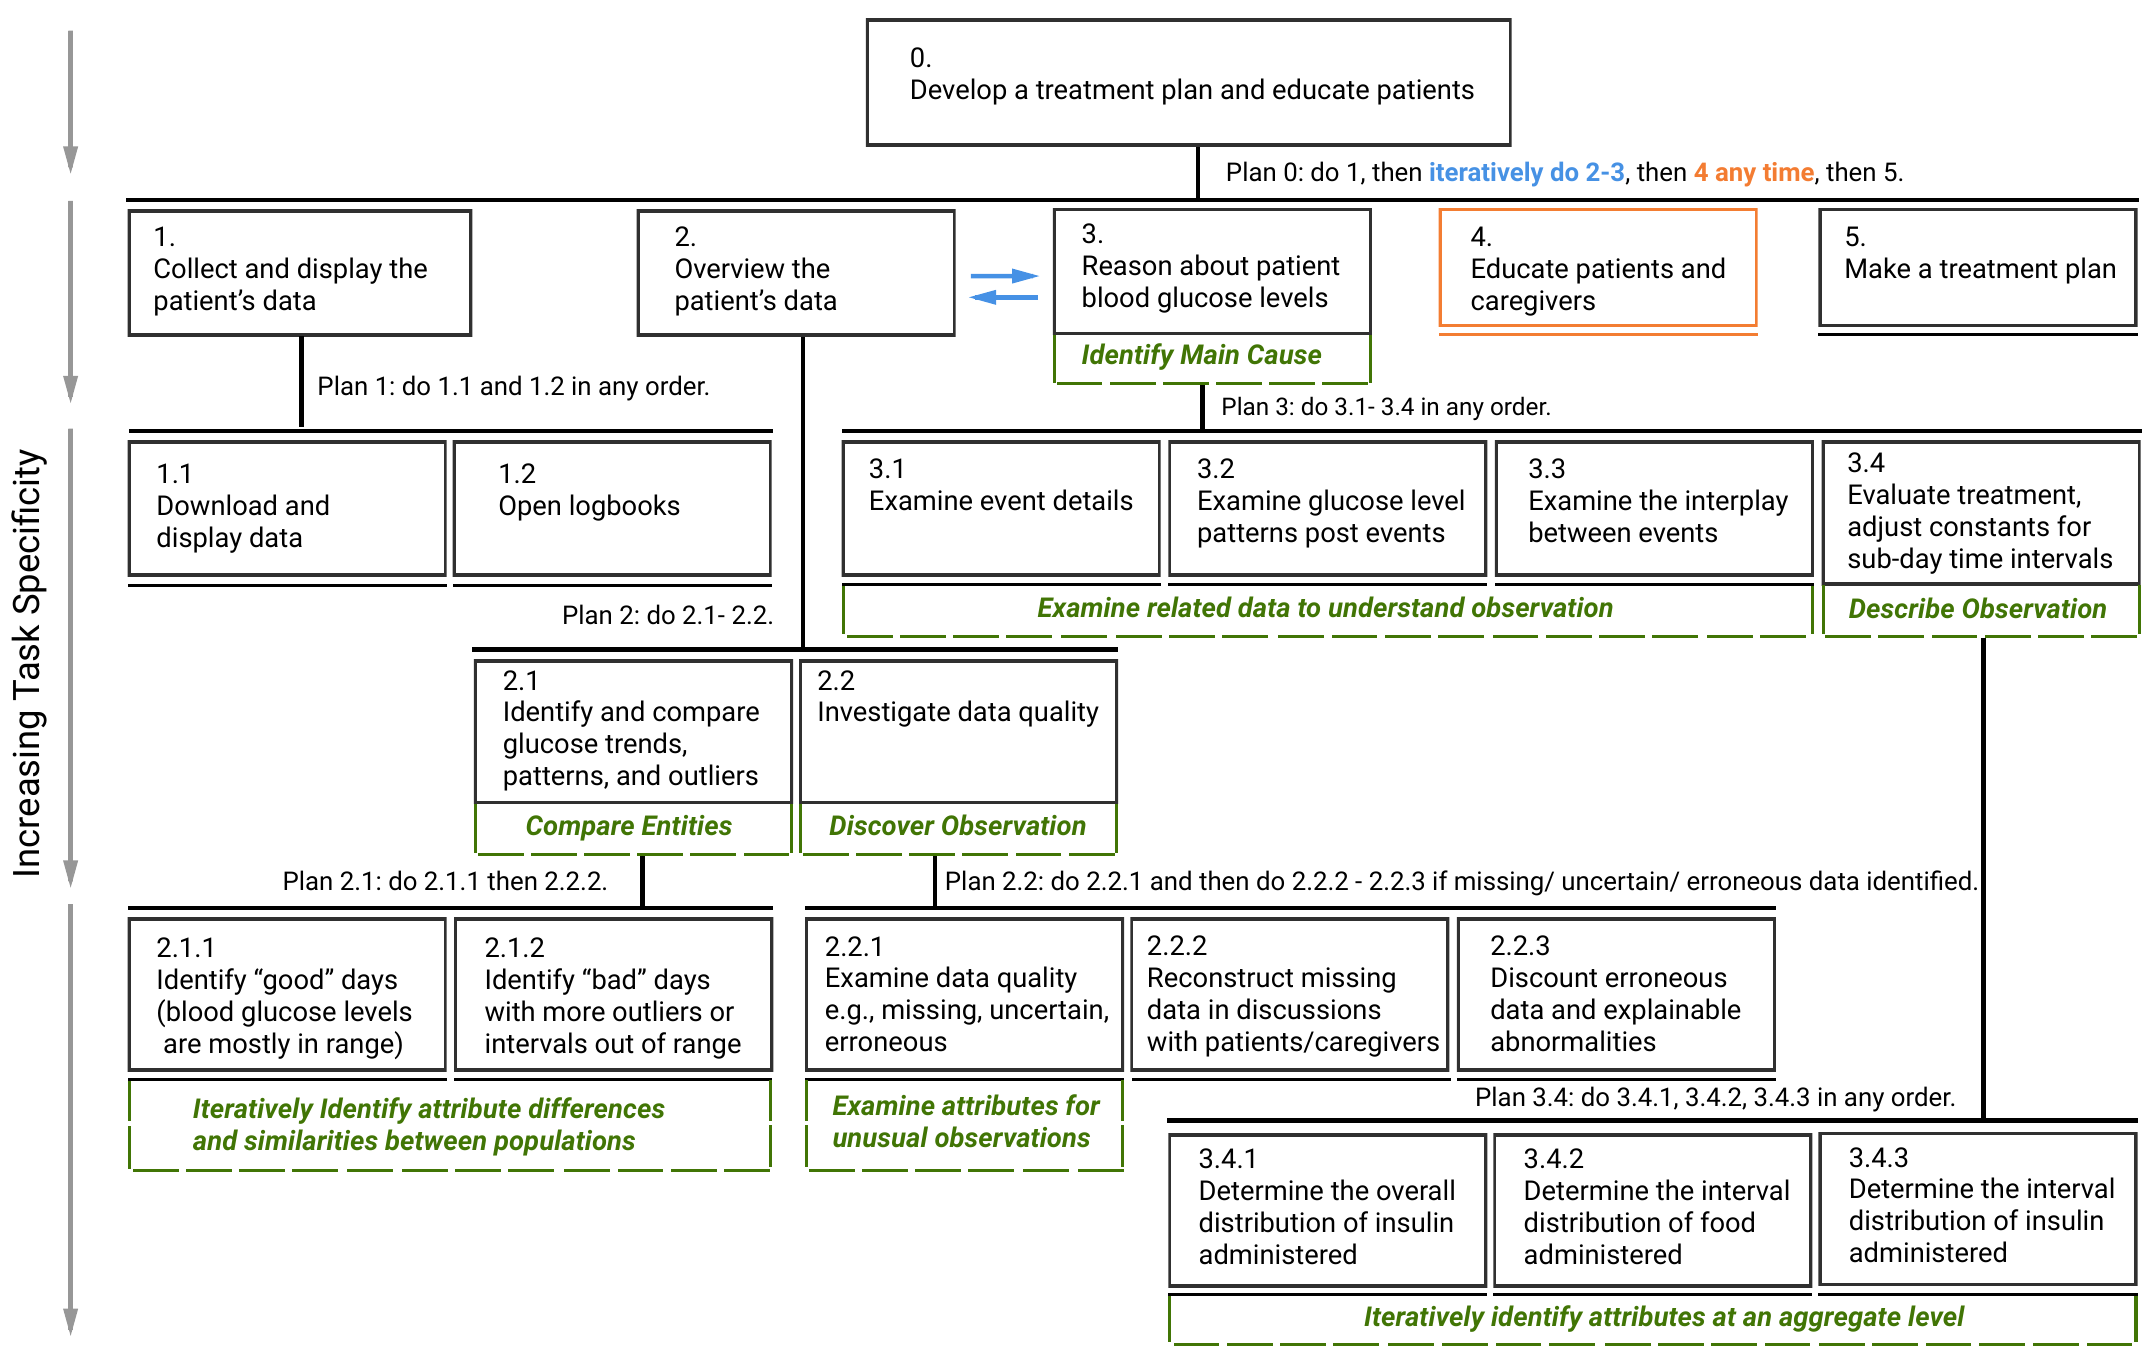 0.
Develop a treatment plan and educate patients
Plan 0: do 1, then iteratively do 2-3, then 4 any time, then 5.
1.
Collect and display the
patient’s data
2.
Overview the
patient’s data
3.
Reason about patient
blood glucose levels
Identify Main Cause
4.
Educate patients and
caregivers
5.
Make a treatment plan
Plan 1: do 1.1 and 1.2 in any order.
Plan 3: do 3.1- 3.4 in any order.
1.1
Download and
display data
1.2
Open logbooks
3.1
Examine event details
3.2
Examine glucose level
patterns post events
3.3
Examine the interplay
between events
3.4
Evaluate treatment,
adjust constants for
sub-day time intervals
Examine related data to understand observation
Describe Observation
Increasing Task Specificity
Plan 2: do 2.1- 2.2.
2.1
Identify and compare
glucose trends,
patterns, and outliers
Compare Entities
2.2
Investigate data quality
Discover Observation
Plan 2.1: do 2.1.1 then 2.2.2.
Plan 2.2: do 2.2.1 and then do 2.2.2 - 2.2.3 if missing/ uncertain/ erroneous data identified.
2.1.1
Identify “good” days
(blood glucose levels
are mostly in range)
2.1.2
Identify “bad” days
with more outliers or
intervals out of range
Iteratively Identify attribute differences
and similarities between populations
2.2.1
Examine data quality
e.g., missing, uncertain,
erroneous
Examine attributes for
unusual observations
2.2.2
Reconstruct missing
data in discussions
with patients/caregivers
2.2.3
Discount erroneous
data and explainable
abnormalities
Plan 3.4: do 3.4.1, 3.4.2, 3.4.3 in any order.
3.4.1
Determine the overall
distribution of insulin
administered
3.4.2
Determine the interval
distribution of food
administered
3.4.3
Determine the interval
distribution of insulin
administered
Iteratively identify attributes at an aggregate level